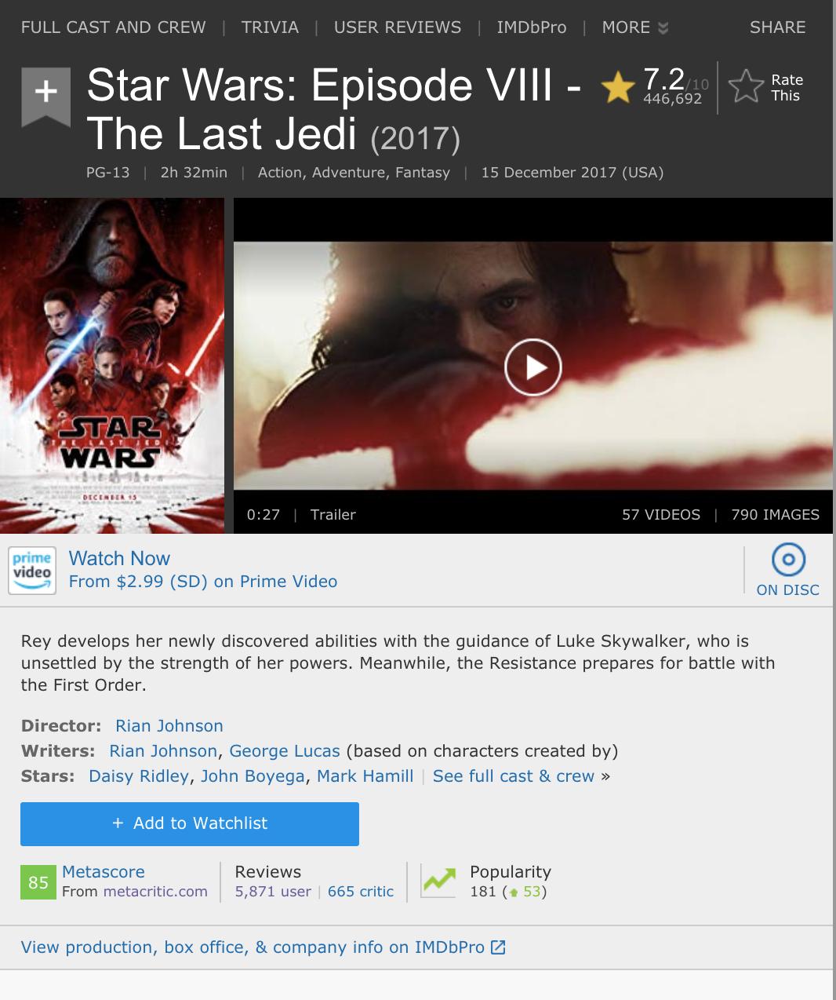 FULL CAST AND CREW | TRIVIA | USER REVIEWS | IMDbPro | MORE SHARE
+ Star Wars: Episode VIII - 7.2/10 Rate
446,692 This
The Last Jedi (2017)
PG-13 | 2h 32min | Action, Adventure, Fantasy | 15 December 2017 (USA)
STAR
THE LAST JEDI
WARS
DECEMBER 15
0:27 | Trailer 57 VIDEOS | 790 IMAGES
prime
video
Watch Now
From $2.99 (SD) on Prime Video
ON DISC
Rey develops her newly discovered abilities with the guidance of Luke Skywalker, who is
unsettled by the strength of her powers. Meanwhile, the Resistance prepares for battle with
the First Order.
Director: Rian Johnson
Writers: Rian Johnson, George Lucas (based on characters created by)
Stars: Daisy Ridley, John Boyega, Mark Hamill | See full cast & crew »
+ Add to Watchlist
85 Metascore
From metacritic.com
Reviews
5,871 user | 665 critic
Popularity
181 (53)
View production, box office, & company info on IMDbPro